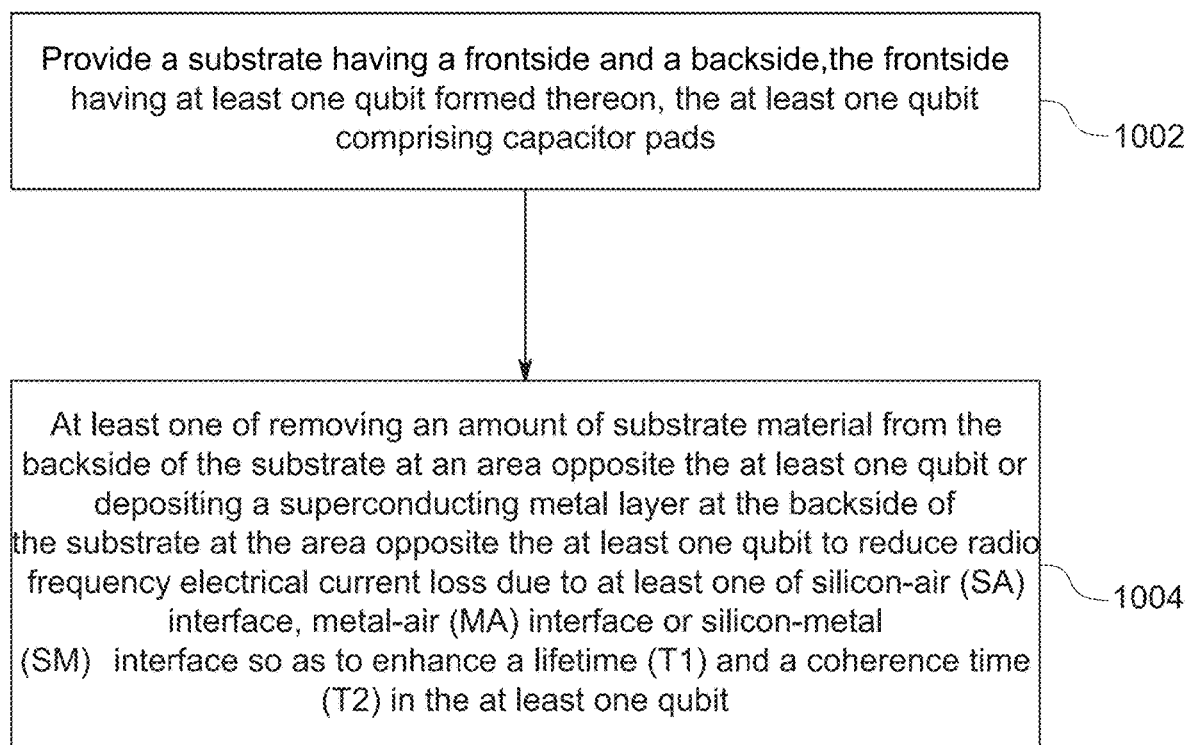 Provide a substrate having a frontside and a backside,the frontside
having at least one qubit formed thereon, the at least one qubit
comprising capacitor pads
1002
At least one of removing an amount of substrate material from the
backside of the substrate at an area opposite the at least one qubit or
depositing a superconducting metal layer at the backside of
the substrate at the area opposite the at least one qubit to reduce radio
frequency electrical current loss due to at least one of silicon-air (SA)
interface, metal-air (MA) interface or silicon-metal
(SM) interface so as to enhance a lifetime (T1) and a coherence time
(T2) in the at least one qubit
1004